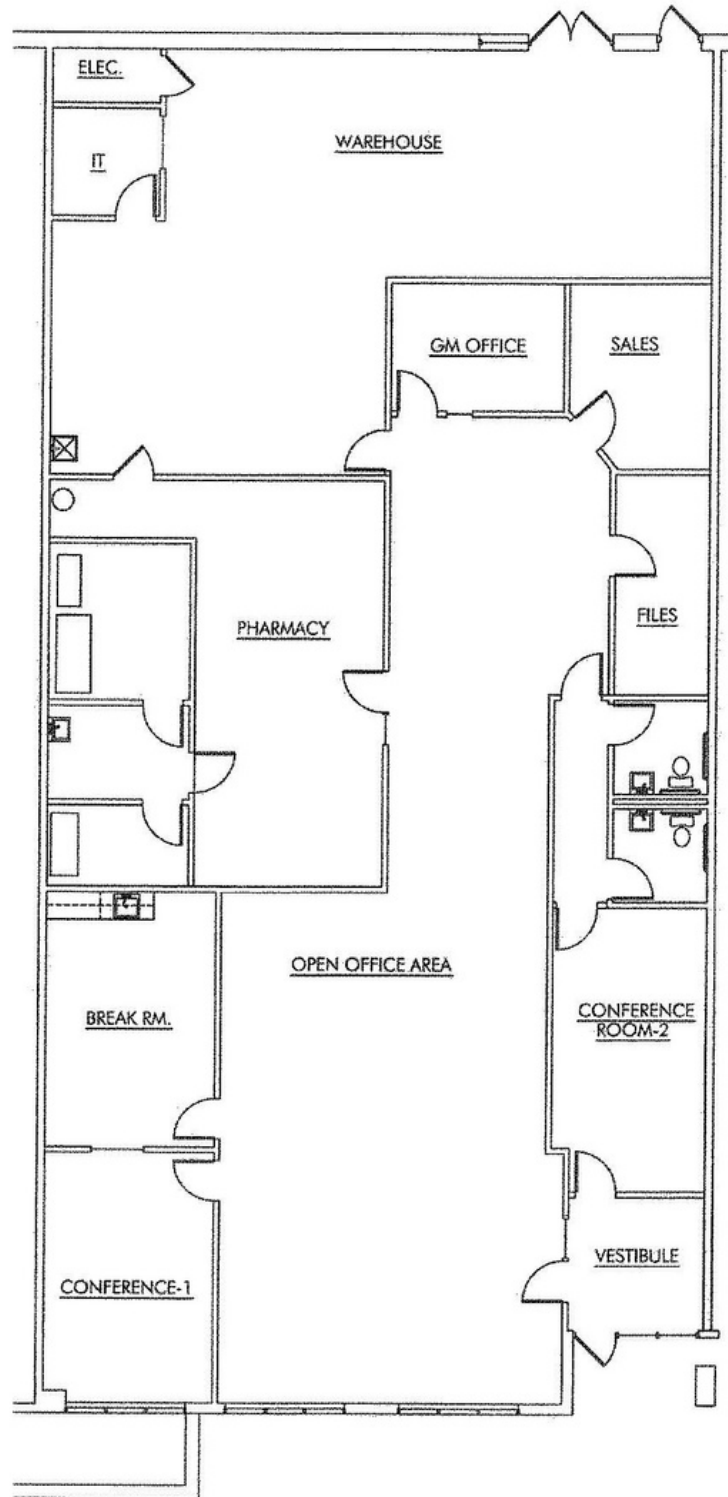 ELEC.
WAREHOUSE
IT
GM OFFICE
SALES
FILES
PHARMACY
OPEN OFFICE AREA
BREAK RM.
CONFERENCE
ROOM-2
VESTIBULE
CONFERENCE-1